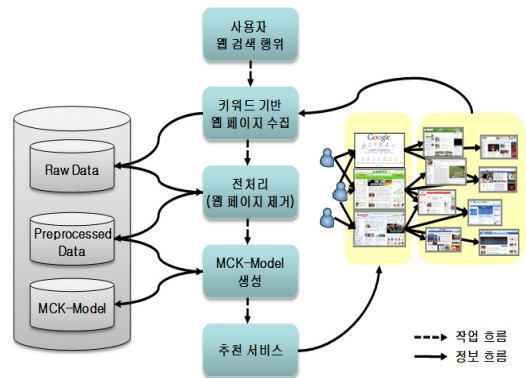 사용자
웹 검색 행위
키워드 기반
웹 페이지 수집
Raw Data
전처리
(웹 페이지 제거)
Preprocessed
Data
MCK-Model
생성
MCK-Model
추천 서비스
Google
작업 흐름
정보 흐름